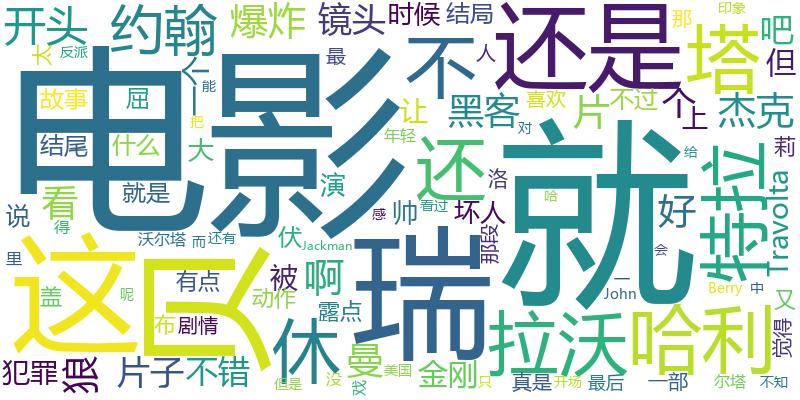 开头
约翰
爆炸
镜头
时候
结局
还是
那
印象
塔
吧
太
反派
人
能
最
不
人
喜欢
片
不过
个
上
但
杰克
电影
故事
屈
把
让
黑客
结尾
什么
大
年轻
对
还
就
给
莉
特拉
Travolta
看
就是
演
帅
坏人
洛
哈
好
说
得
沃尔塔
而
还有
伏
Jackman
感
看过
那段
里
这
瑞
会
有点
被
啊
一
John
Berry
中
盖
呢
动作
露点
布
剧情
休
拉沃
哈利
又
觉得
犯罪
狼
片子
不错
但是
没
戏
曼
美国
金刚
只
真是
开场
最后
一部
尔塔
不知